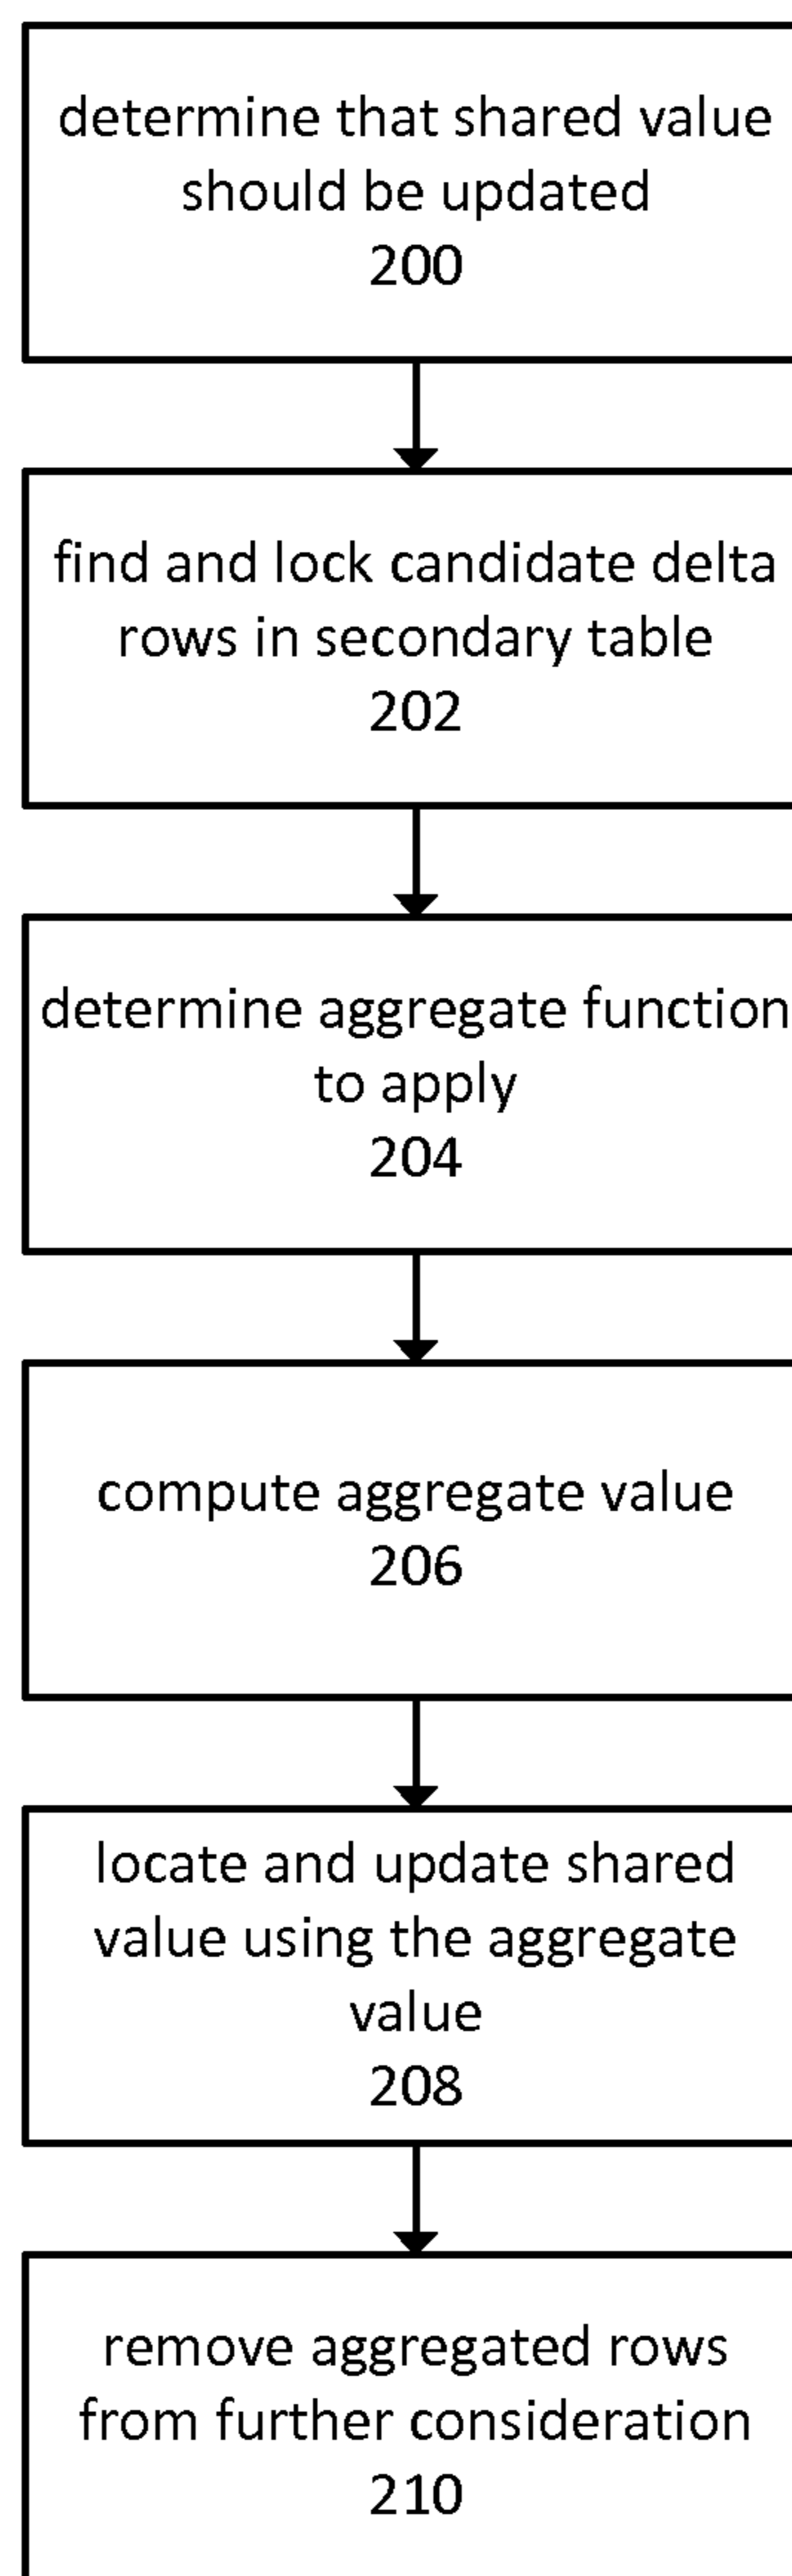 determine that shared value
should be updated
200
find and lock candidate delta
rows in secondary table
202
determine aggregate function
to apply
204
compute aggregate value
206
locate and update shared
value using the aggregate
value
208
remove aggregated rows
from further consideration
210